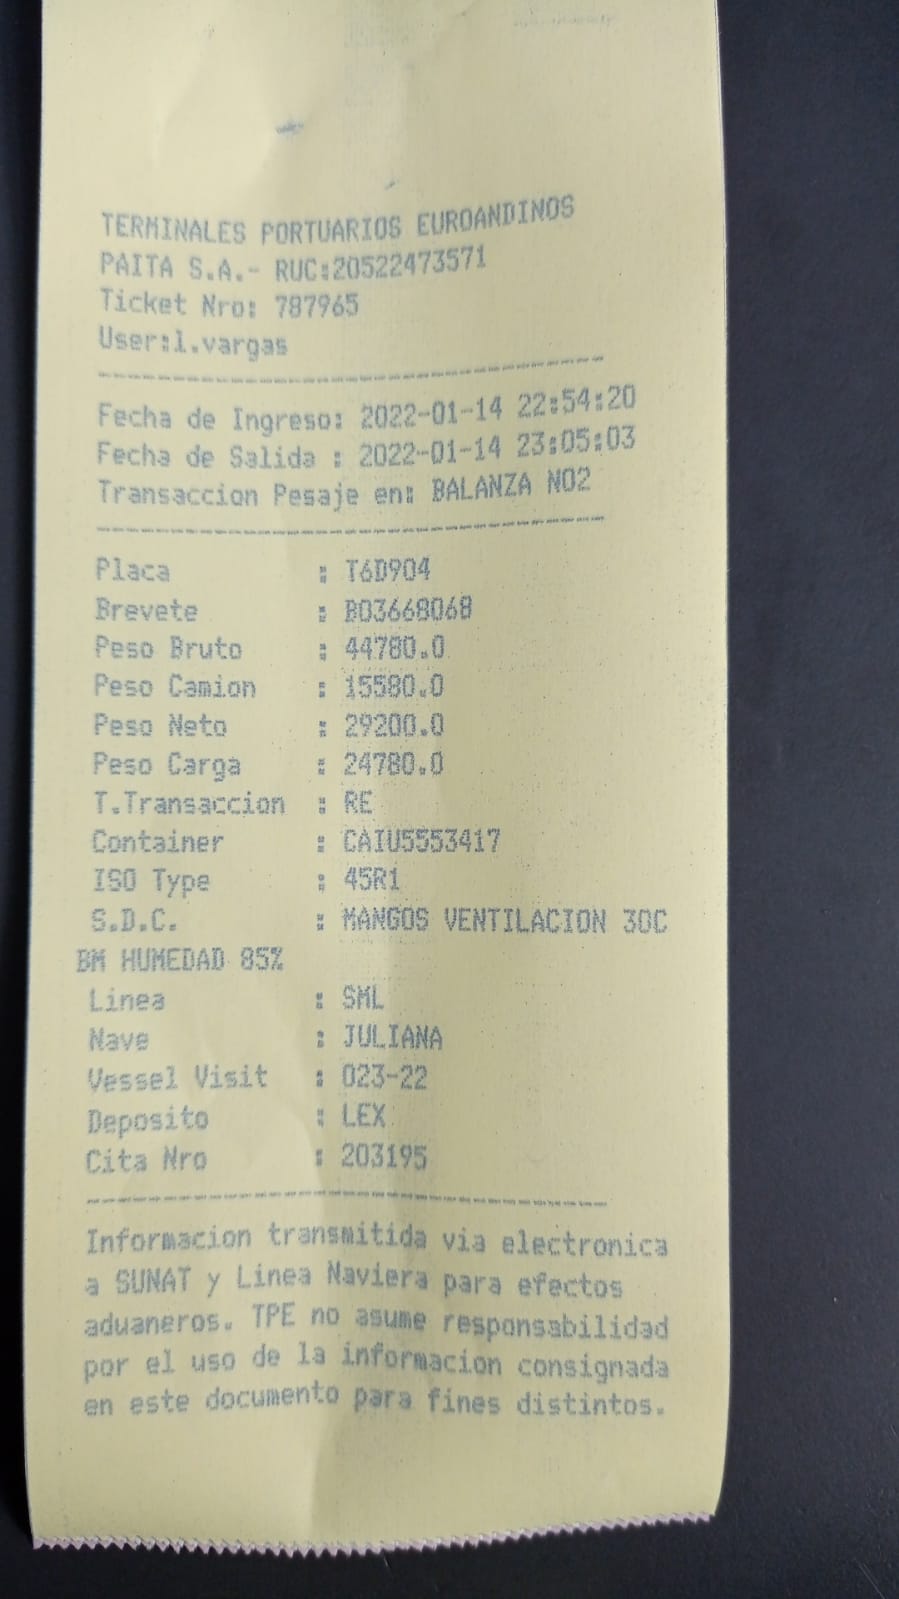 TERMINALES PORTUARIOS EUROANDINOS
PAITA S.A.- RUC:20522473571
Ticket Nro: 787965
User:l.vargas
Fecha de Ingreso: 2022-01-14 22:54:20
Fecha de Salida : 2022-01-14 23:05:03
Transaccion Pesaje en: BALANZA NO2
Placa : T6D904
Brevete : B03668068
Peso Bruto : 44780.0
Peso Camion : 15580.0
Peso Neto : 29200.0
Peso Carga : 24780.0
T.Transaccion : RE
Container : CAIU5553417
ISO Type : 45R1
S.D.C. : MANGOS VENTILACION 30C
BM HUMEDAD 85%
Linea : SML
Nave : JULIANA
Vessel Visit : 023-22
Deposito : LEX
Cita Nro : 203195
Informacion transmitida via electronica
a SUNAT y Linea Naviera para efectos
aduaneros. TPE no asume responsabilidad
por el uso de la informacion consignada
en este documento para fines distintos.